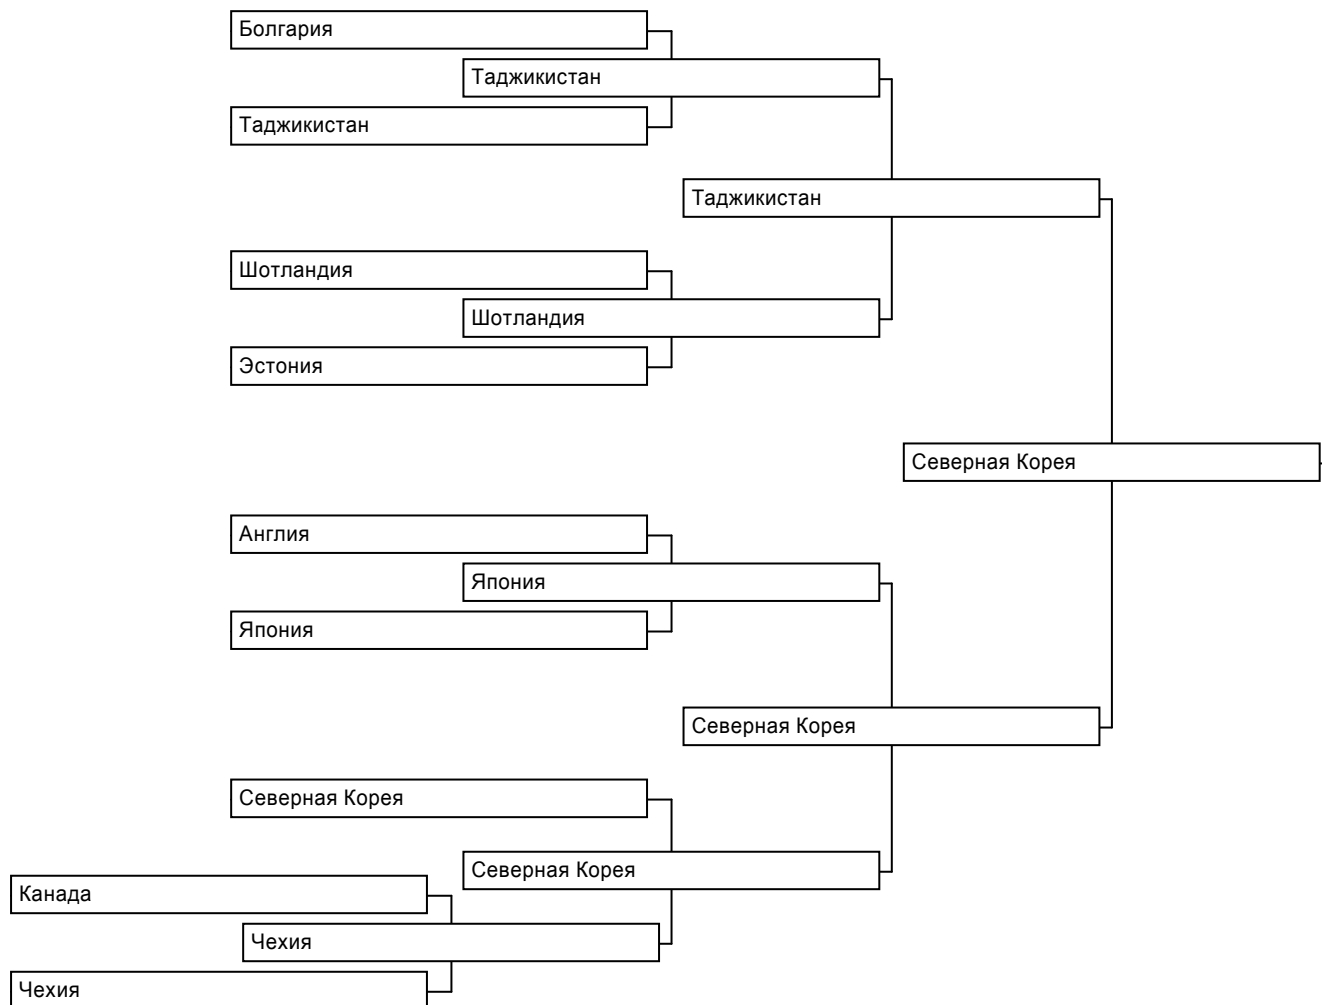 Болгария
Таджикистан
Таджикистан
Таджикистан
Шотландия
Шотландия
Эстония
Северная Корея
Англия
Япония
Япония
Северная Корея
Северная Корея
Северная Корея
Канада
Чехия
Чехия